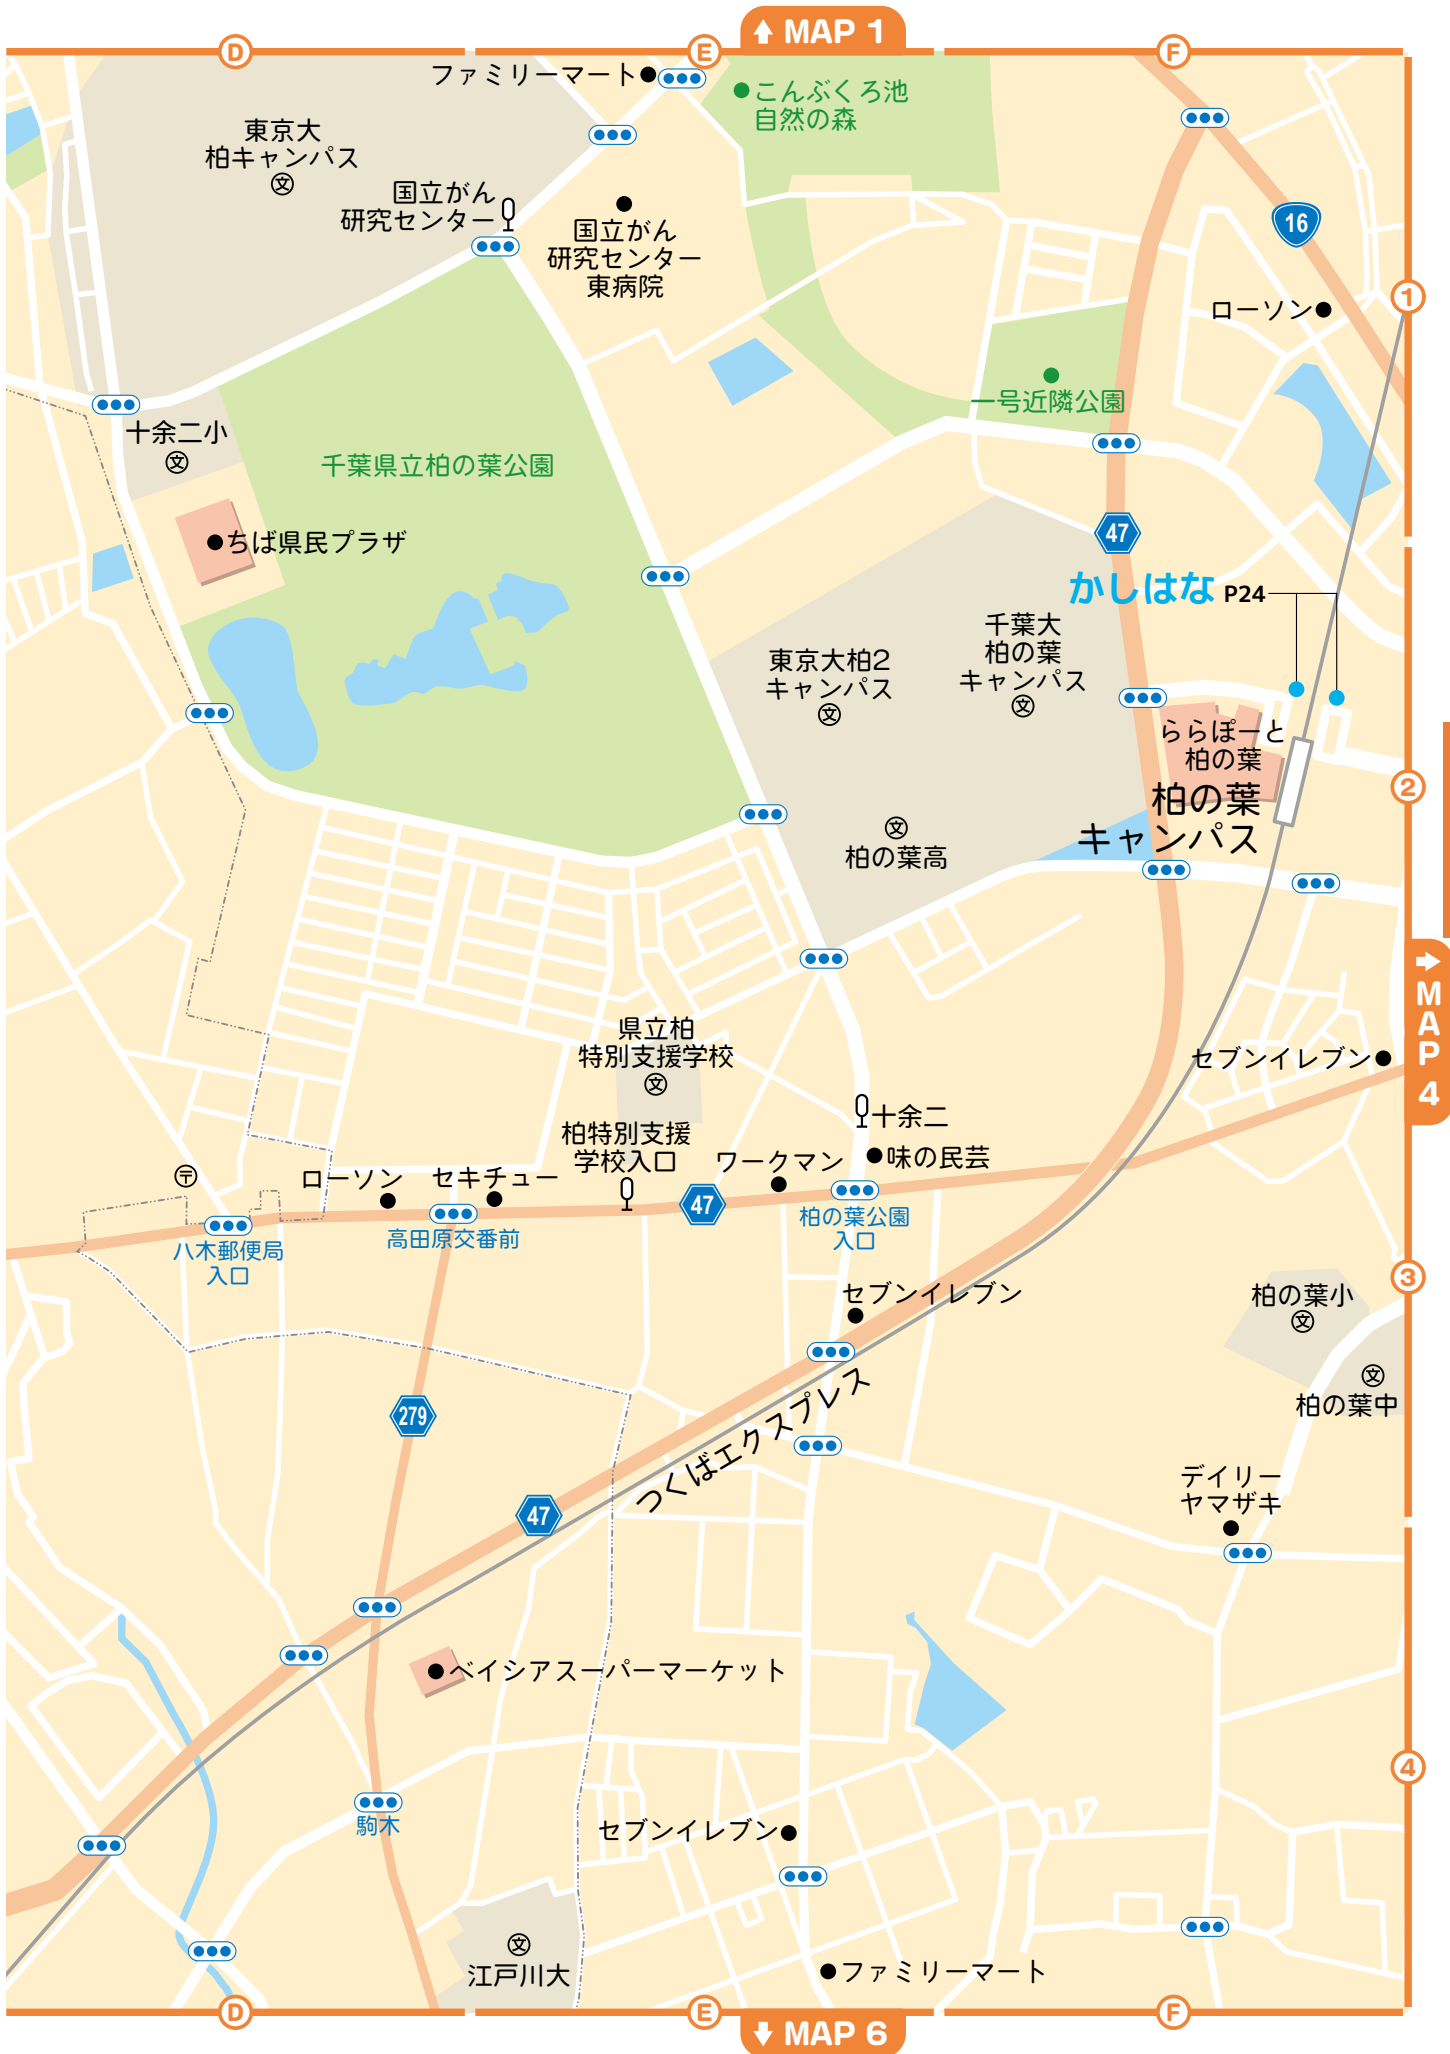 MAP 1
D
E
F
ファミリーマート
こんぶくろ池
自然の森
東京大
柏キャンパス
文
国立がん
研究センター
国立がん
研究センター
東病院
16
ローソン
1
一号近隣公園
十余二小
文
千葉県立柏の葉公園
ちば県民プラザ
47
かしはな P24
千葉大
柏の葉
キャンパス
文
東京大柏2
キャンパス
文
ららぽーと
柏の葉
柏の葉
キャンパス
2
文
柏の葉高
MAP 4
県立柏
特別支援学校
文
セブンイレブン
十余二
味の民芸
柏特別支援
学校入口
ワークマン
〒
ローソン
セキチュー
47
柏の葉公園
入口
高田原交番前
八木郵便局
入口
3
セブンイレブン
柏の葉小
文
文
柏の葉中
279
つくばエクスプレス
47
デイリー
ヤマザキ
ベイシアスーパーマーケット
4
駒木
セブンイレブン
文
江戸川大
ファミリーマート
D
E
F
MAP 6